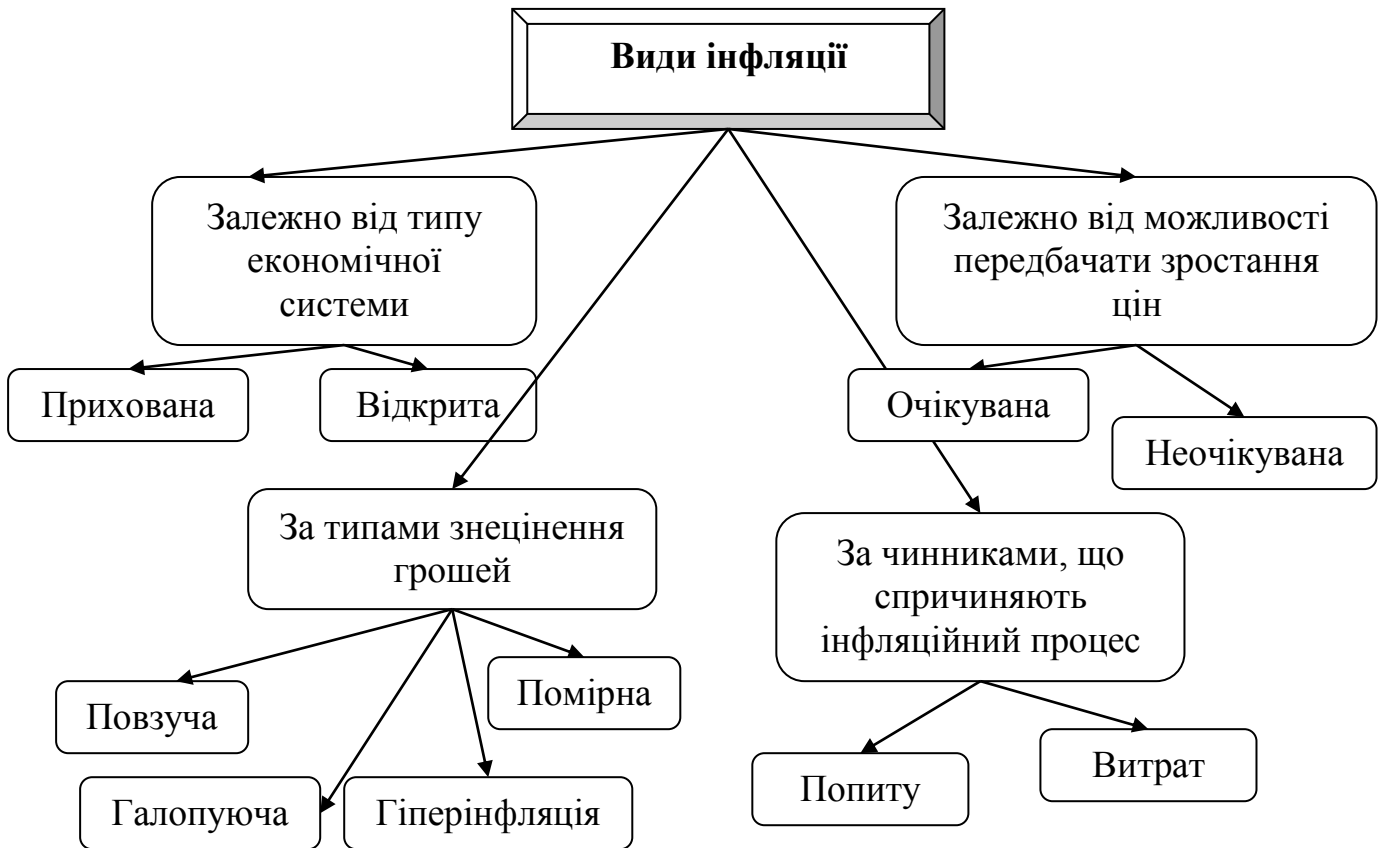 Види інфляції
Залежно від типу
економічної
системи
Залежно від можливості
передбачати зростання
цін
Прихована
Відкрита
Очікувана
Неочікувана
За типами знецінення
грошей
За чинниками, що
спричиняють
інфляційний процес
Повзуча
Помірна
Галопуюча
Гіперінфляція
Попиту
Витрат